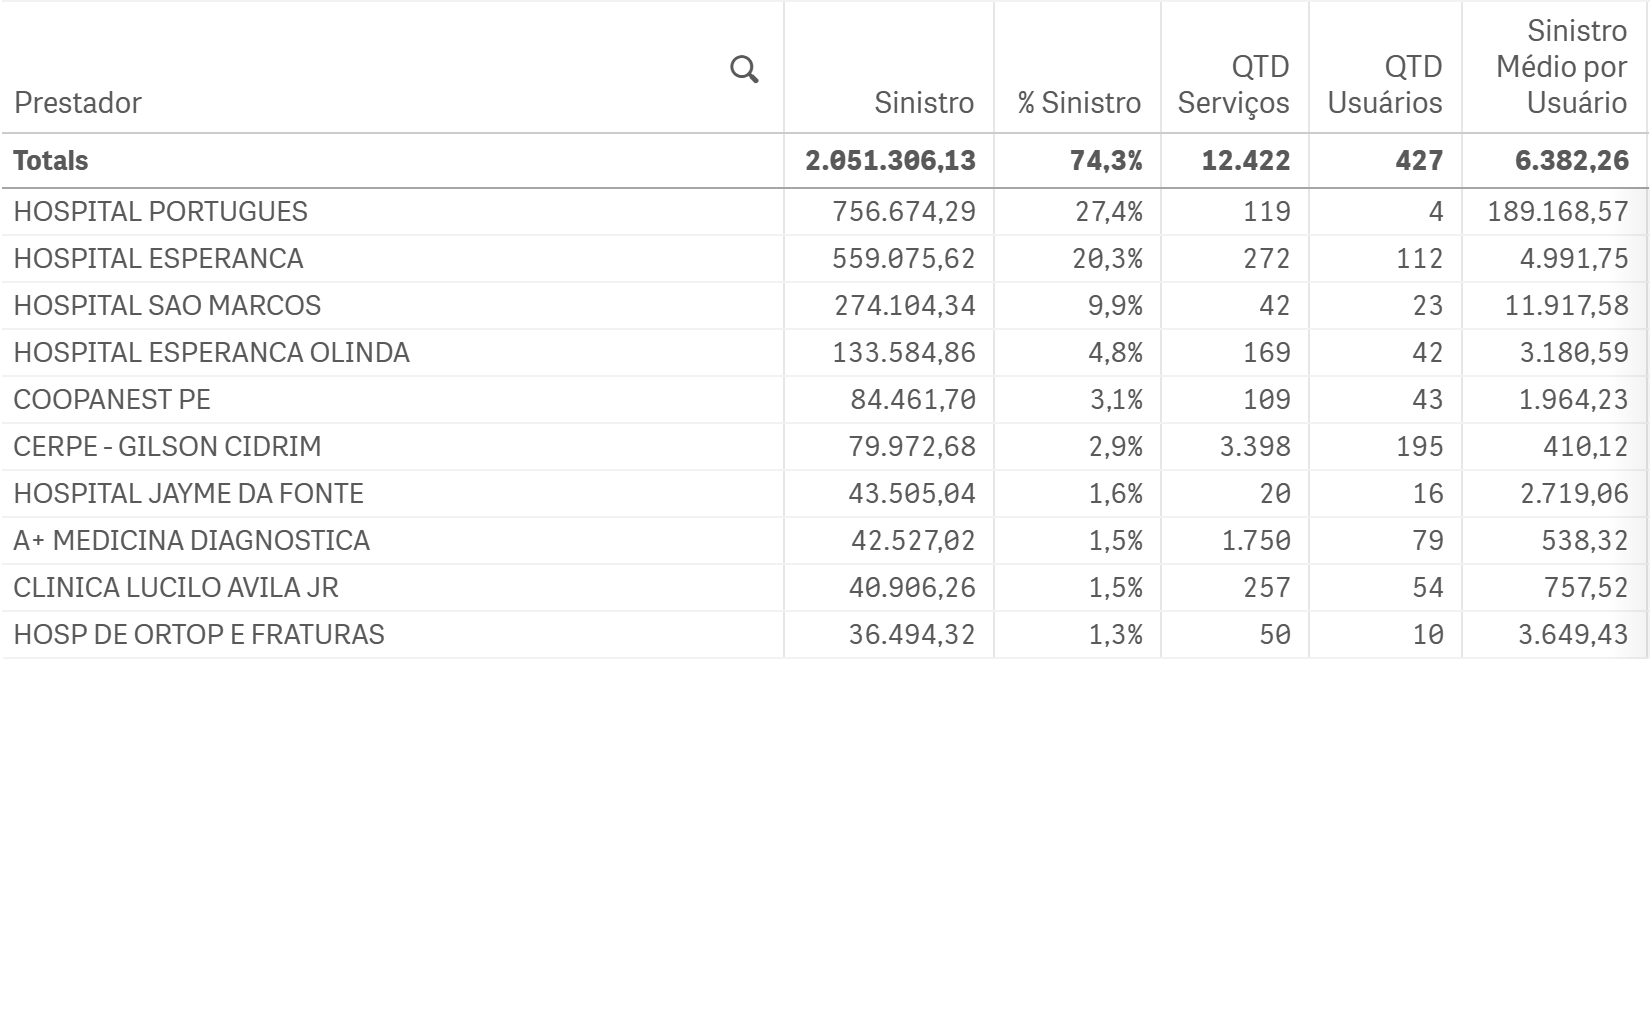 Prestador Sinistro % Sinistro QTD Serviços QTD Usuários Sinistro Médio por Usuário
Totals 2.051.306,13 74,3% 12.422 427 6.382,26
HOSPITAL PORTUGUES 756.674,29 27,4% 119 4 189.168,57
HOSPITAL ESPERANCA 559.075,62 20,3% 272 112 4.991,75
HOSPITAL SAO MARCOS 274.104,34 9,9% 42 23 11.917,58
HOSPITAL ESPERANCA OLINDA 133.584,86 4,8% 169 42 3.180,59
COOPANEST PE 84.461,70 3,1% 109 43 1.964,23
CERPE - GILSON CIDRIM 79.972,68 2,9% 3.398 195 410,12
HOSPITAL JAYME DA FONTE 43.505,04 1,6% 20 16 2.719,06
A+ MEDICINA DIAGNOSTICA 42.527,02 1,5% 1.750 79 538,32
CLINICA LUCILO AVILA JR 40.906,26 1,5% 257 54 757,52
HOSP DE ORTOP E FRATURAS 36.494,32 1,3% 50 10 3.649,43